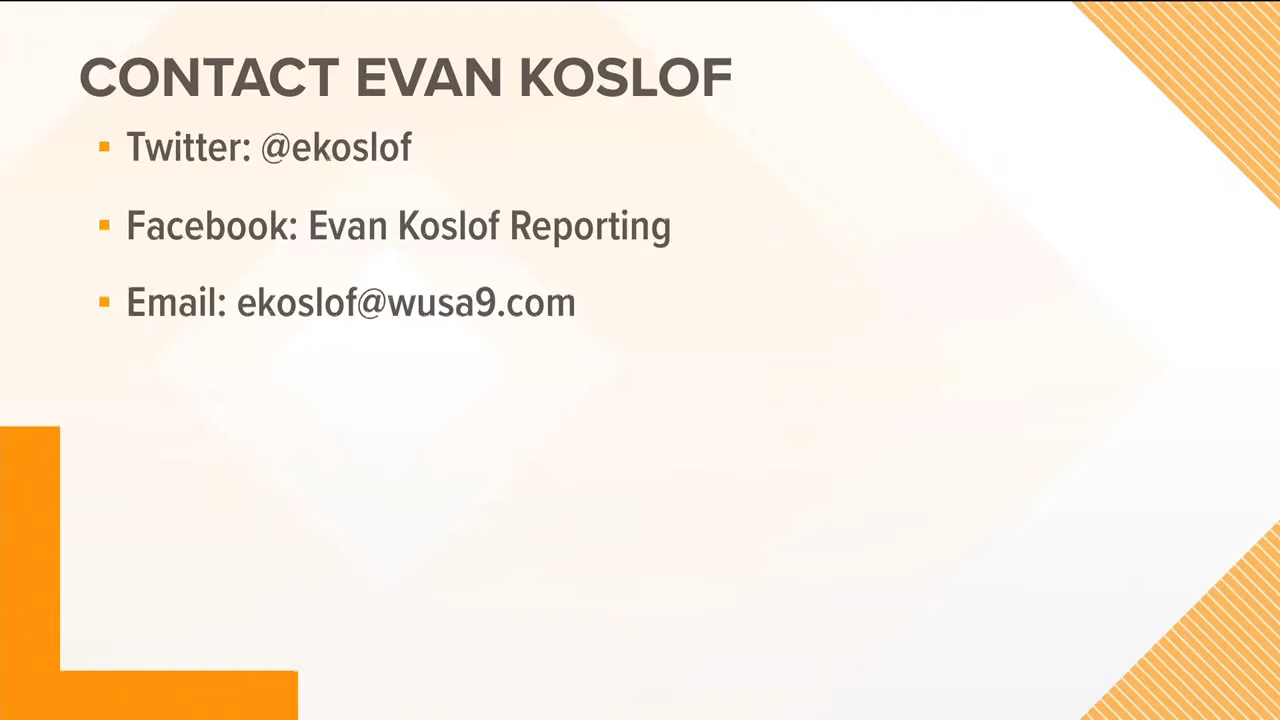 CONTACT EVAN KOSLOF
Twitter: @ekoslof
Facebook: Evan Koslof Reporting
Email: ekoslof@wusa9.com